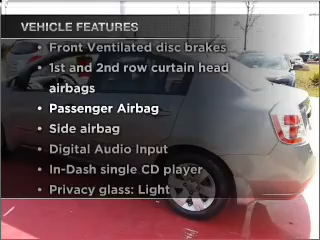 VEHICLE FEATURES
• Front Ventilated disc brakes
• 1st and 2nd row curtain head
airbags
• Passenger Airbag
• Side airbag
• Digital Audio Input
• In-Dash single CD player
• Privacy glass: Light